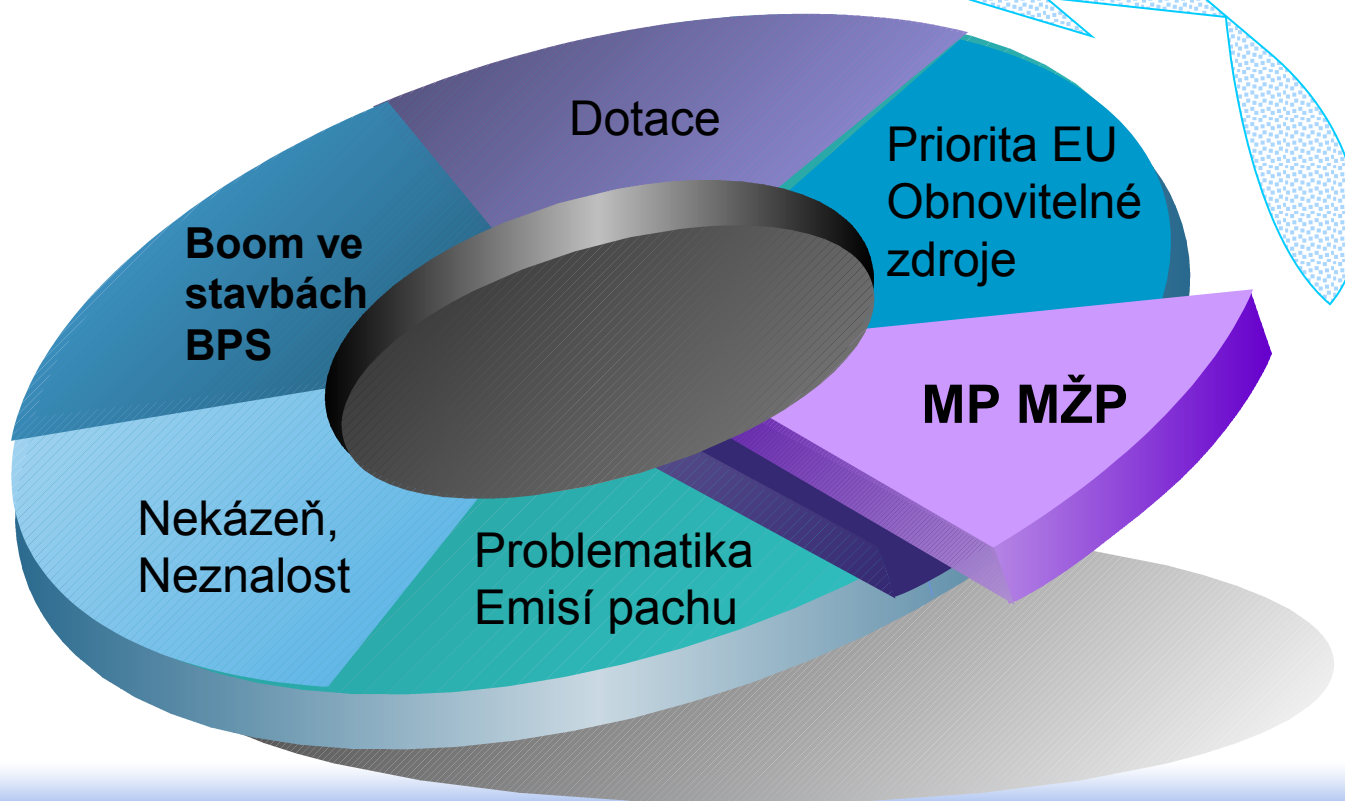 Dotace
Priorita EU
Obnovitelné
zdroje
Boom ve
stavbách
BPS
MP MŽP
Nekázeň,
Neznalost
Problematika
Emisí pachu